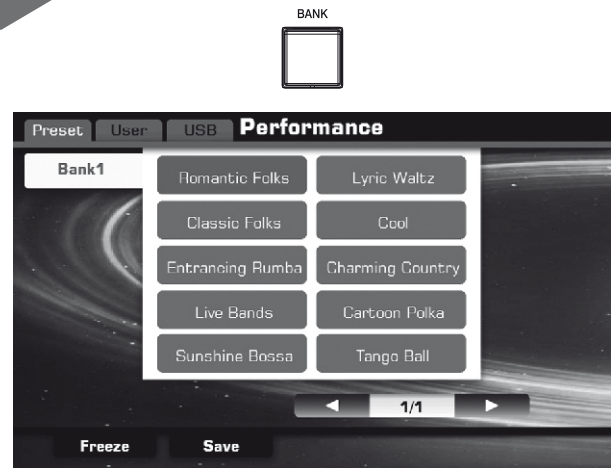 BANK
Preset User USB Performance
Bank1
Romantic Folks Lyric Waltz
Classic Folks Cool
Entrancing Rumba Charming Country
Live Bands Cartoon Polka
Sunshine Bossa Tango Ball
1/1
Freeze Save